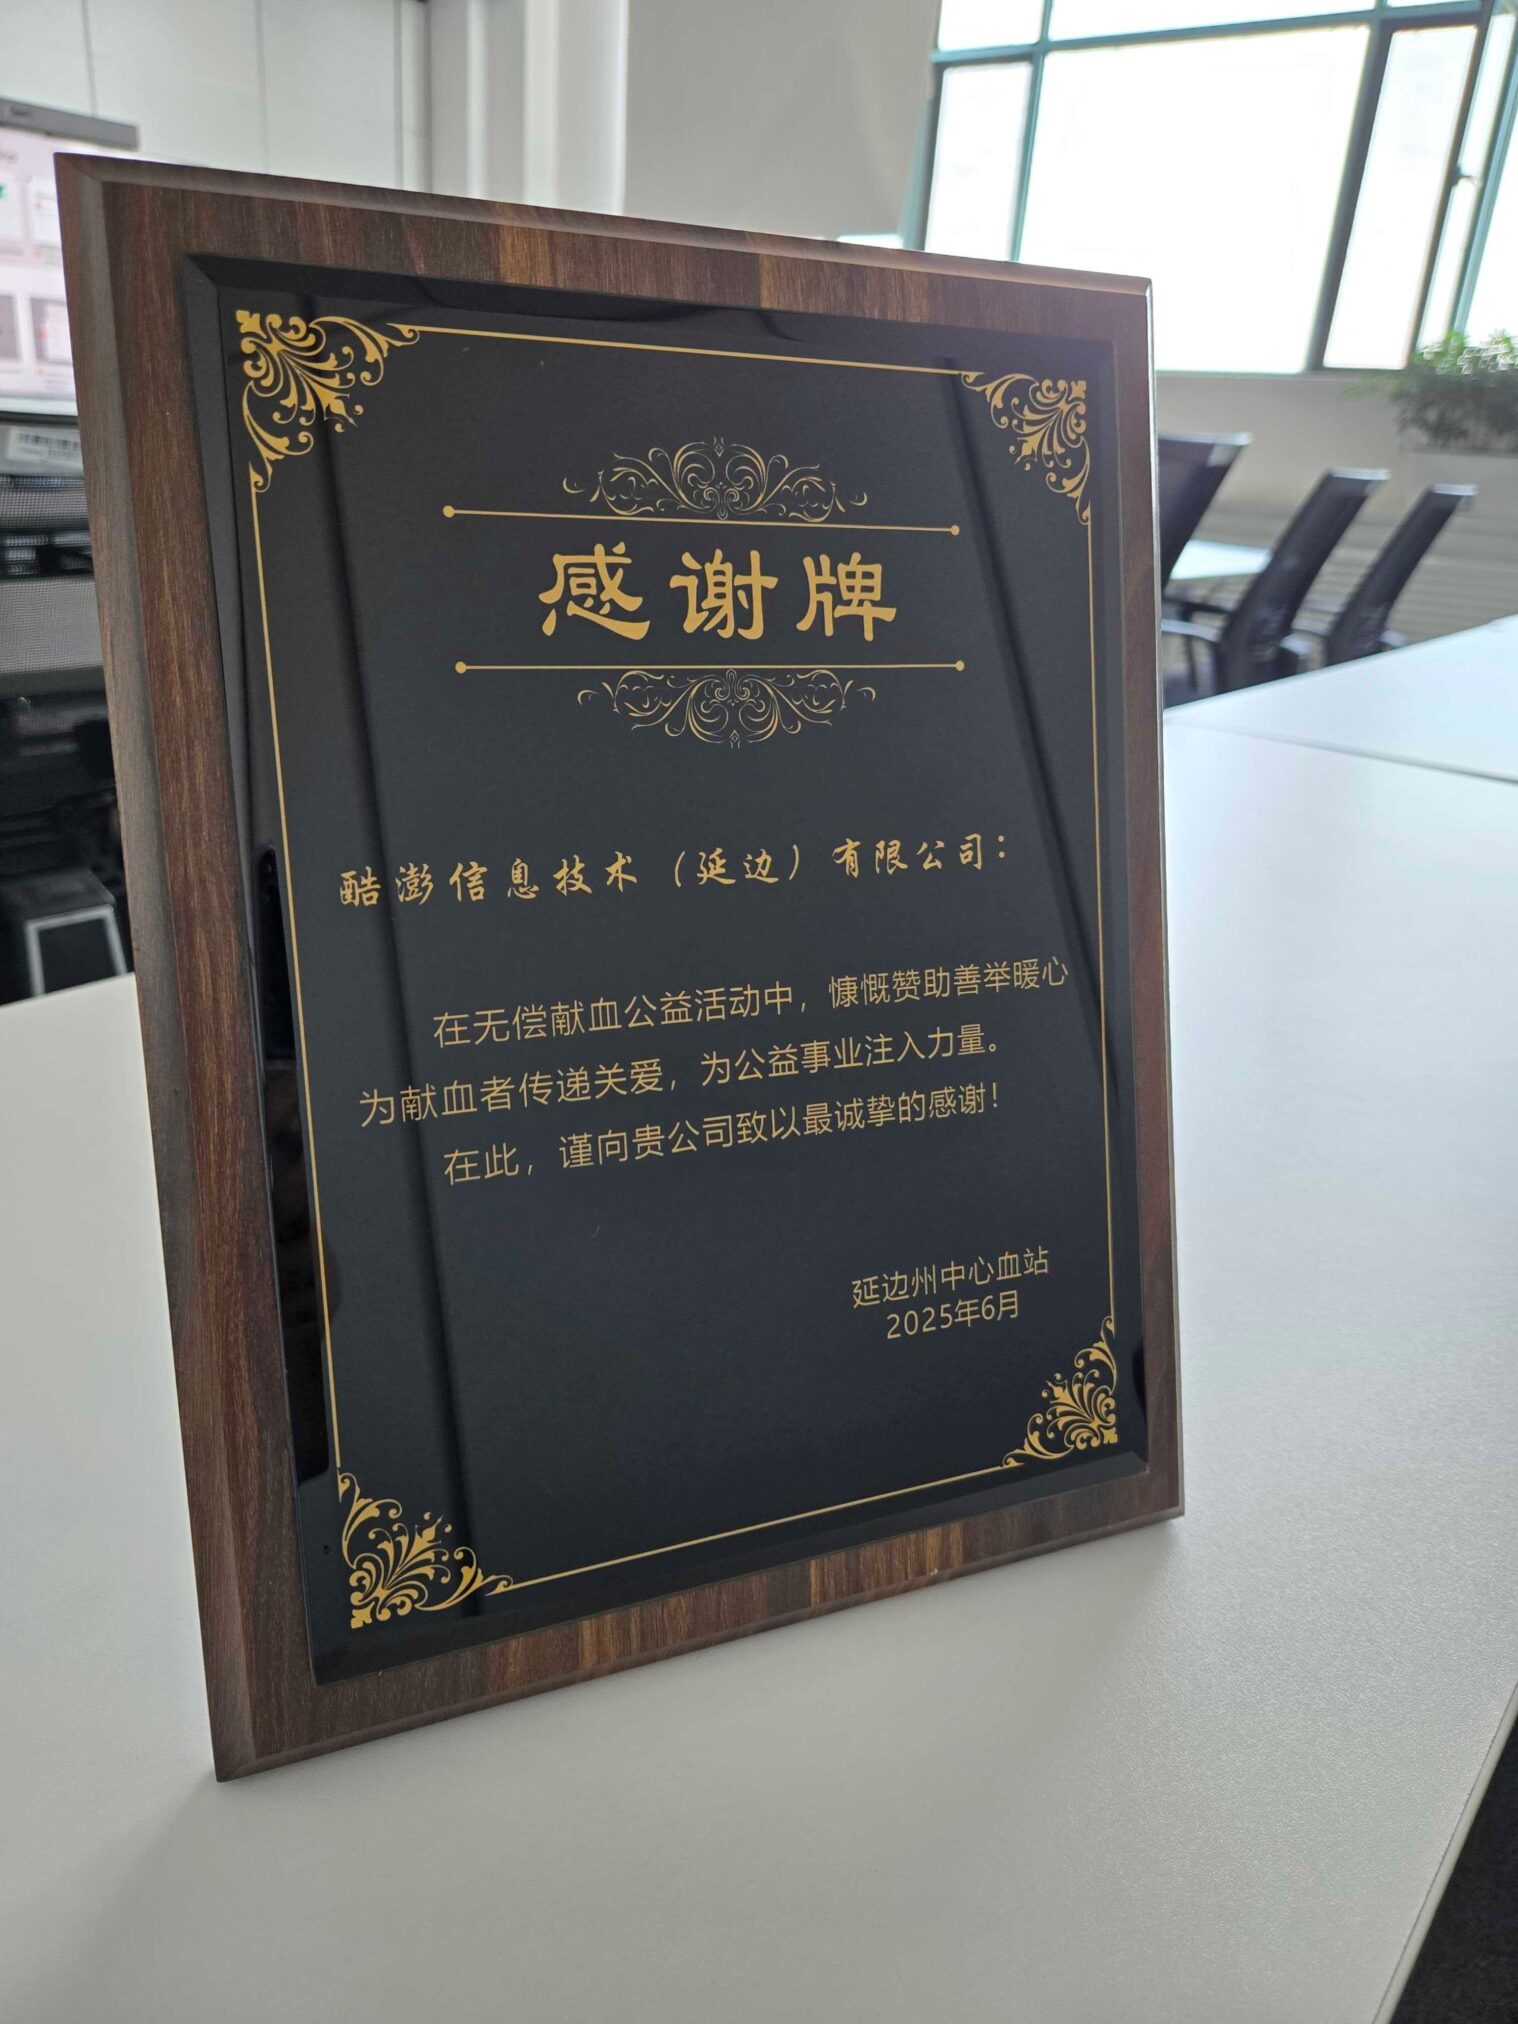 感谢牌
酷澎信息技术（延边）有限公司：
在无偿献血公益活动中，慷慨赞助善举暖心
为献血者传递关爱，为公益事业注入力量。
在此，谨向贵公司致以最诚挚的感谢！
延边州中心血站
2025年6月